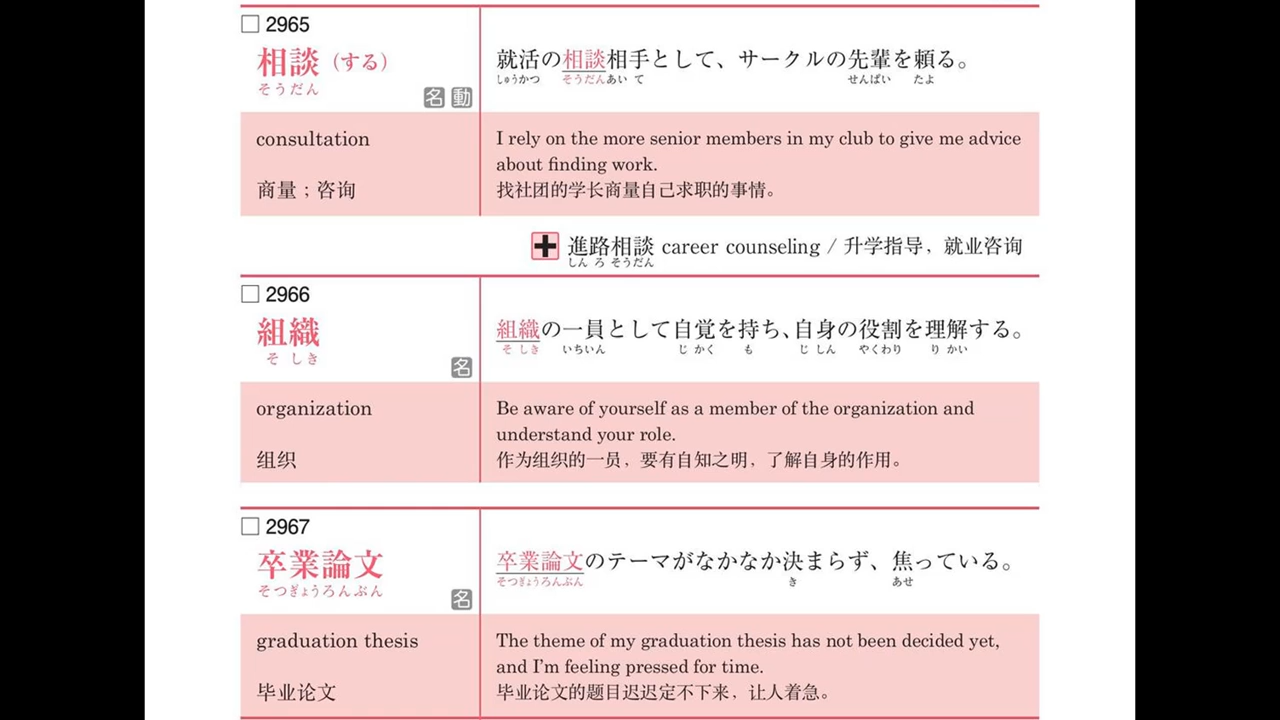 2965
相談（する）
そうだん
名 動
就活の相談相手として、サークルの先輩を頼る。
しゅうかつ そうだんあい て せんぱい たよ
consultation
商量；咨询
I rely on the more senior members in my club to give me advice
about finding work.
找社团的学长商量自己求职的事情。
進路相談 career counseling / 升学指导，就业咨询
しん ろ そうだん
2966
組織
そ しき
名
組織の一員として自覚を持ち、自身の役割を理解する。
そ しき いちいん じ かく も じ しん やくわり り かい
organization
组织
Be aware of yourself as a member of the organization and
understand your role.
作为组织的一员，要有自知之明，了解自身的作用。
2967
卒業論文
そつぎょうろんぶん
名
卒業論文のテーマがなかなか決まらず、焦っている。
そつぎょうろんぶん き あせ
graduation thesis
毕业论文
The theme of my graduation thesis has not been decided yet,
and I'm feeling pressed for time.
毕业论文的题目迟迟定不下来，让人着急。